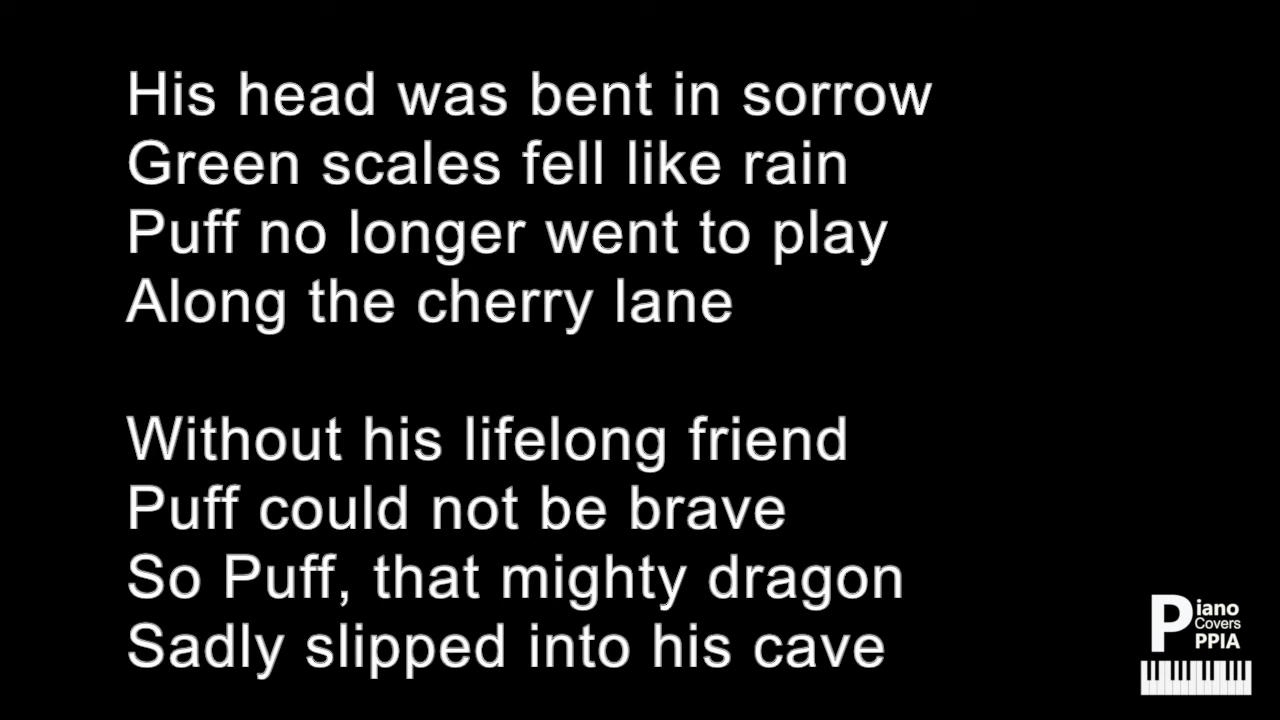 His head was bent in sorrow
Green scales fell like rain
Puff no longer went to play
Along the cherry lane
Without his lifelong friend
Puff could not be brave
So Puff, that mighty dragon
Sadly slipped into his cave
Piano
Covers
PPIA